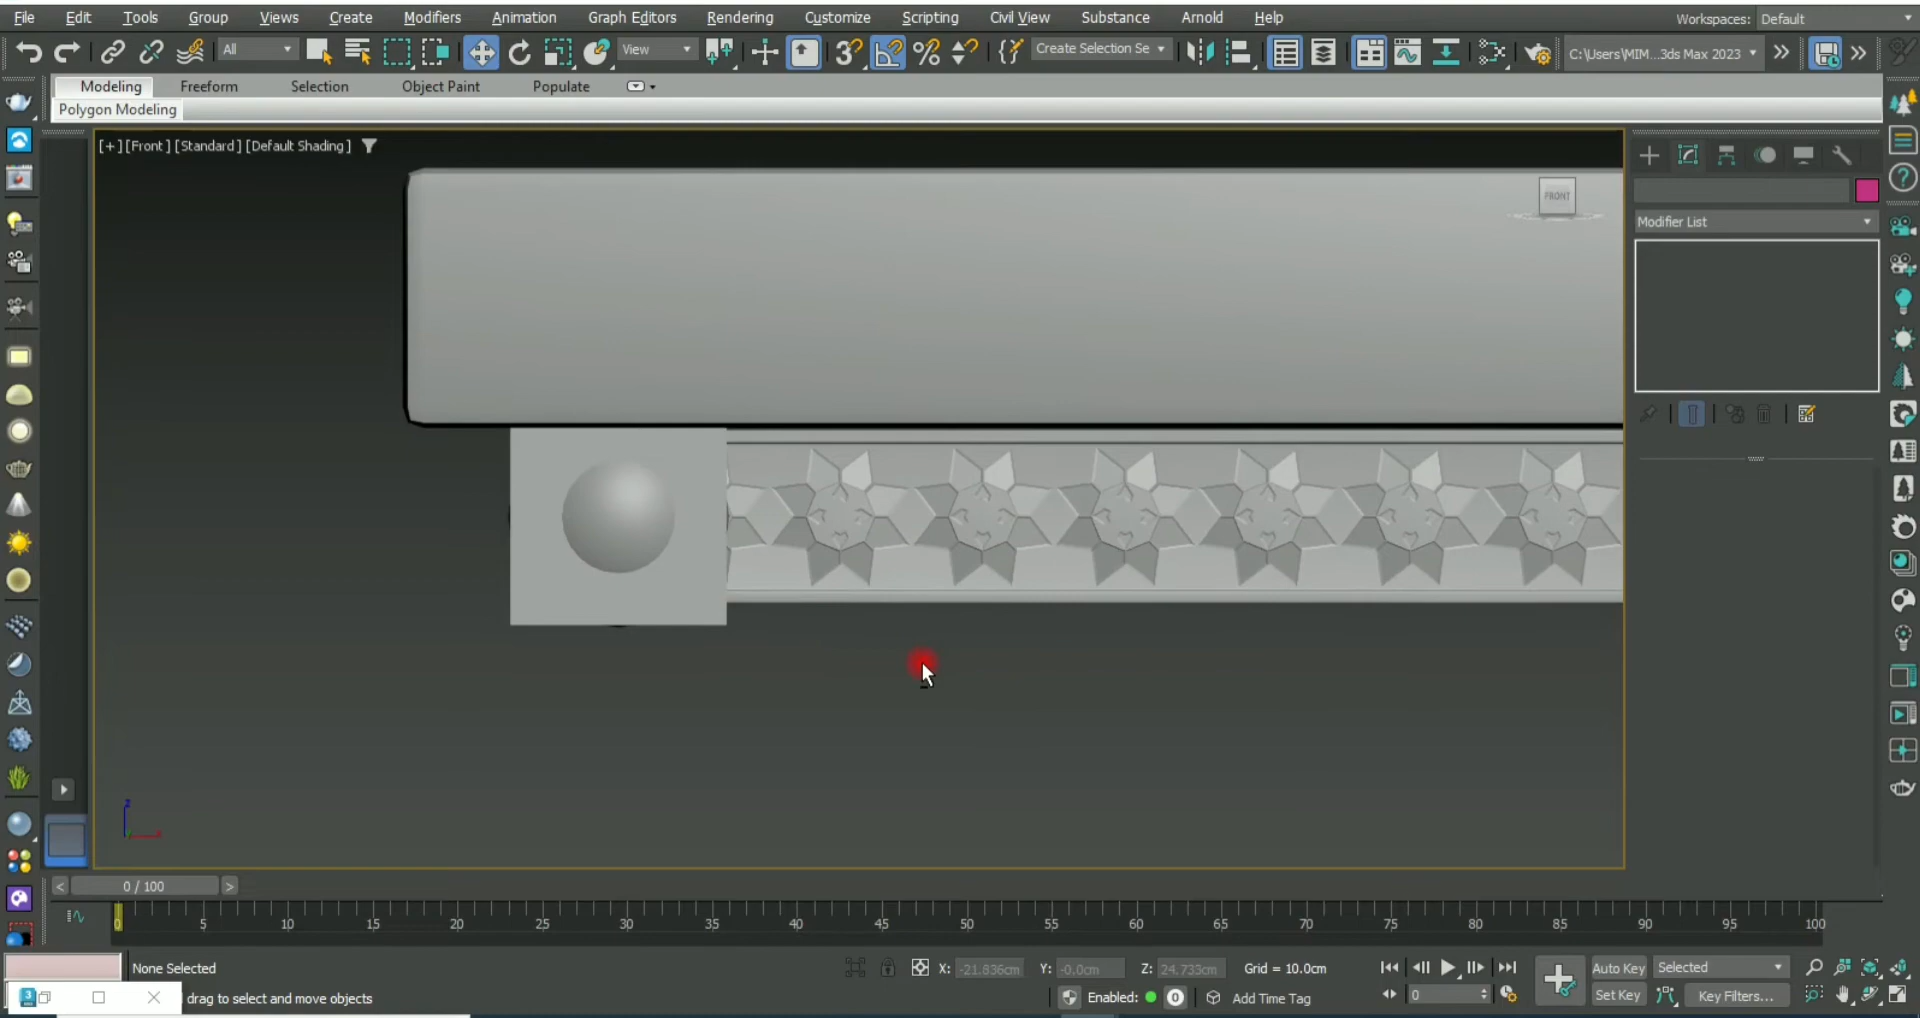 File Edit Tools Group Views Create Modifiers Animation Graph Editors Rendering Customize Scripting Civil View Substance Arnold Help Workspaces: Default
All View 3 Create Selection Se C:\Users\MIM...3ds Max 2023
Modeling Freeform Selection Object Paint Populate
Polygon Modeling
[+] [Front] [Standard] [Default Shading]
FRONT
Modifier List
z
x
< 0 / 100 >
0 5 10 15 20 25 30 35 40 45 50 55 60 65 70 75 80 85 90 95 100
None Selected X: -21.836cm Y: -0.0cm Z: 24.733cm Grid = 10.0cm Auto Key Selected
3 drag to select and move objects Enabled: 0 Add Time Tag 0 Set Key Key Filters...